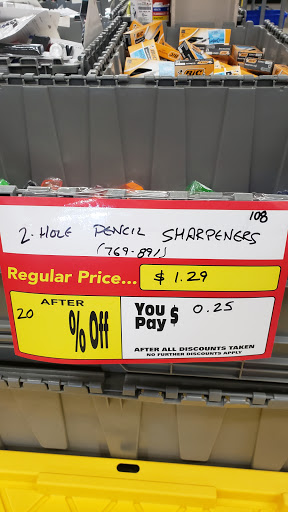 BIC
108
2-HOLE PENCIL SHARPENERS
(769-891)
Regular Price... $ 1.29
AFTER
20 % Off
You Pay $ 0.25
AFTER ALL DISCOUNTS TAKEN
NO FURTHER DISCOUNTS APPLY